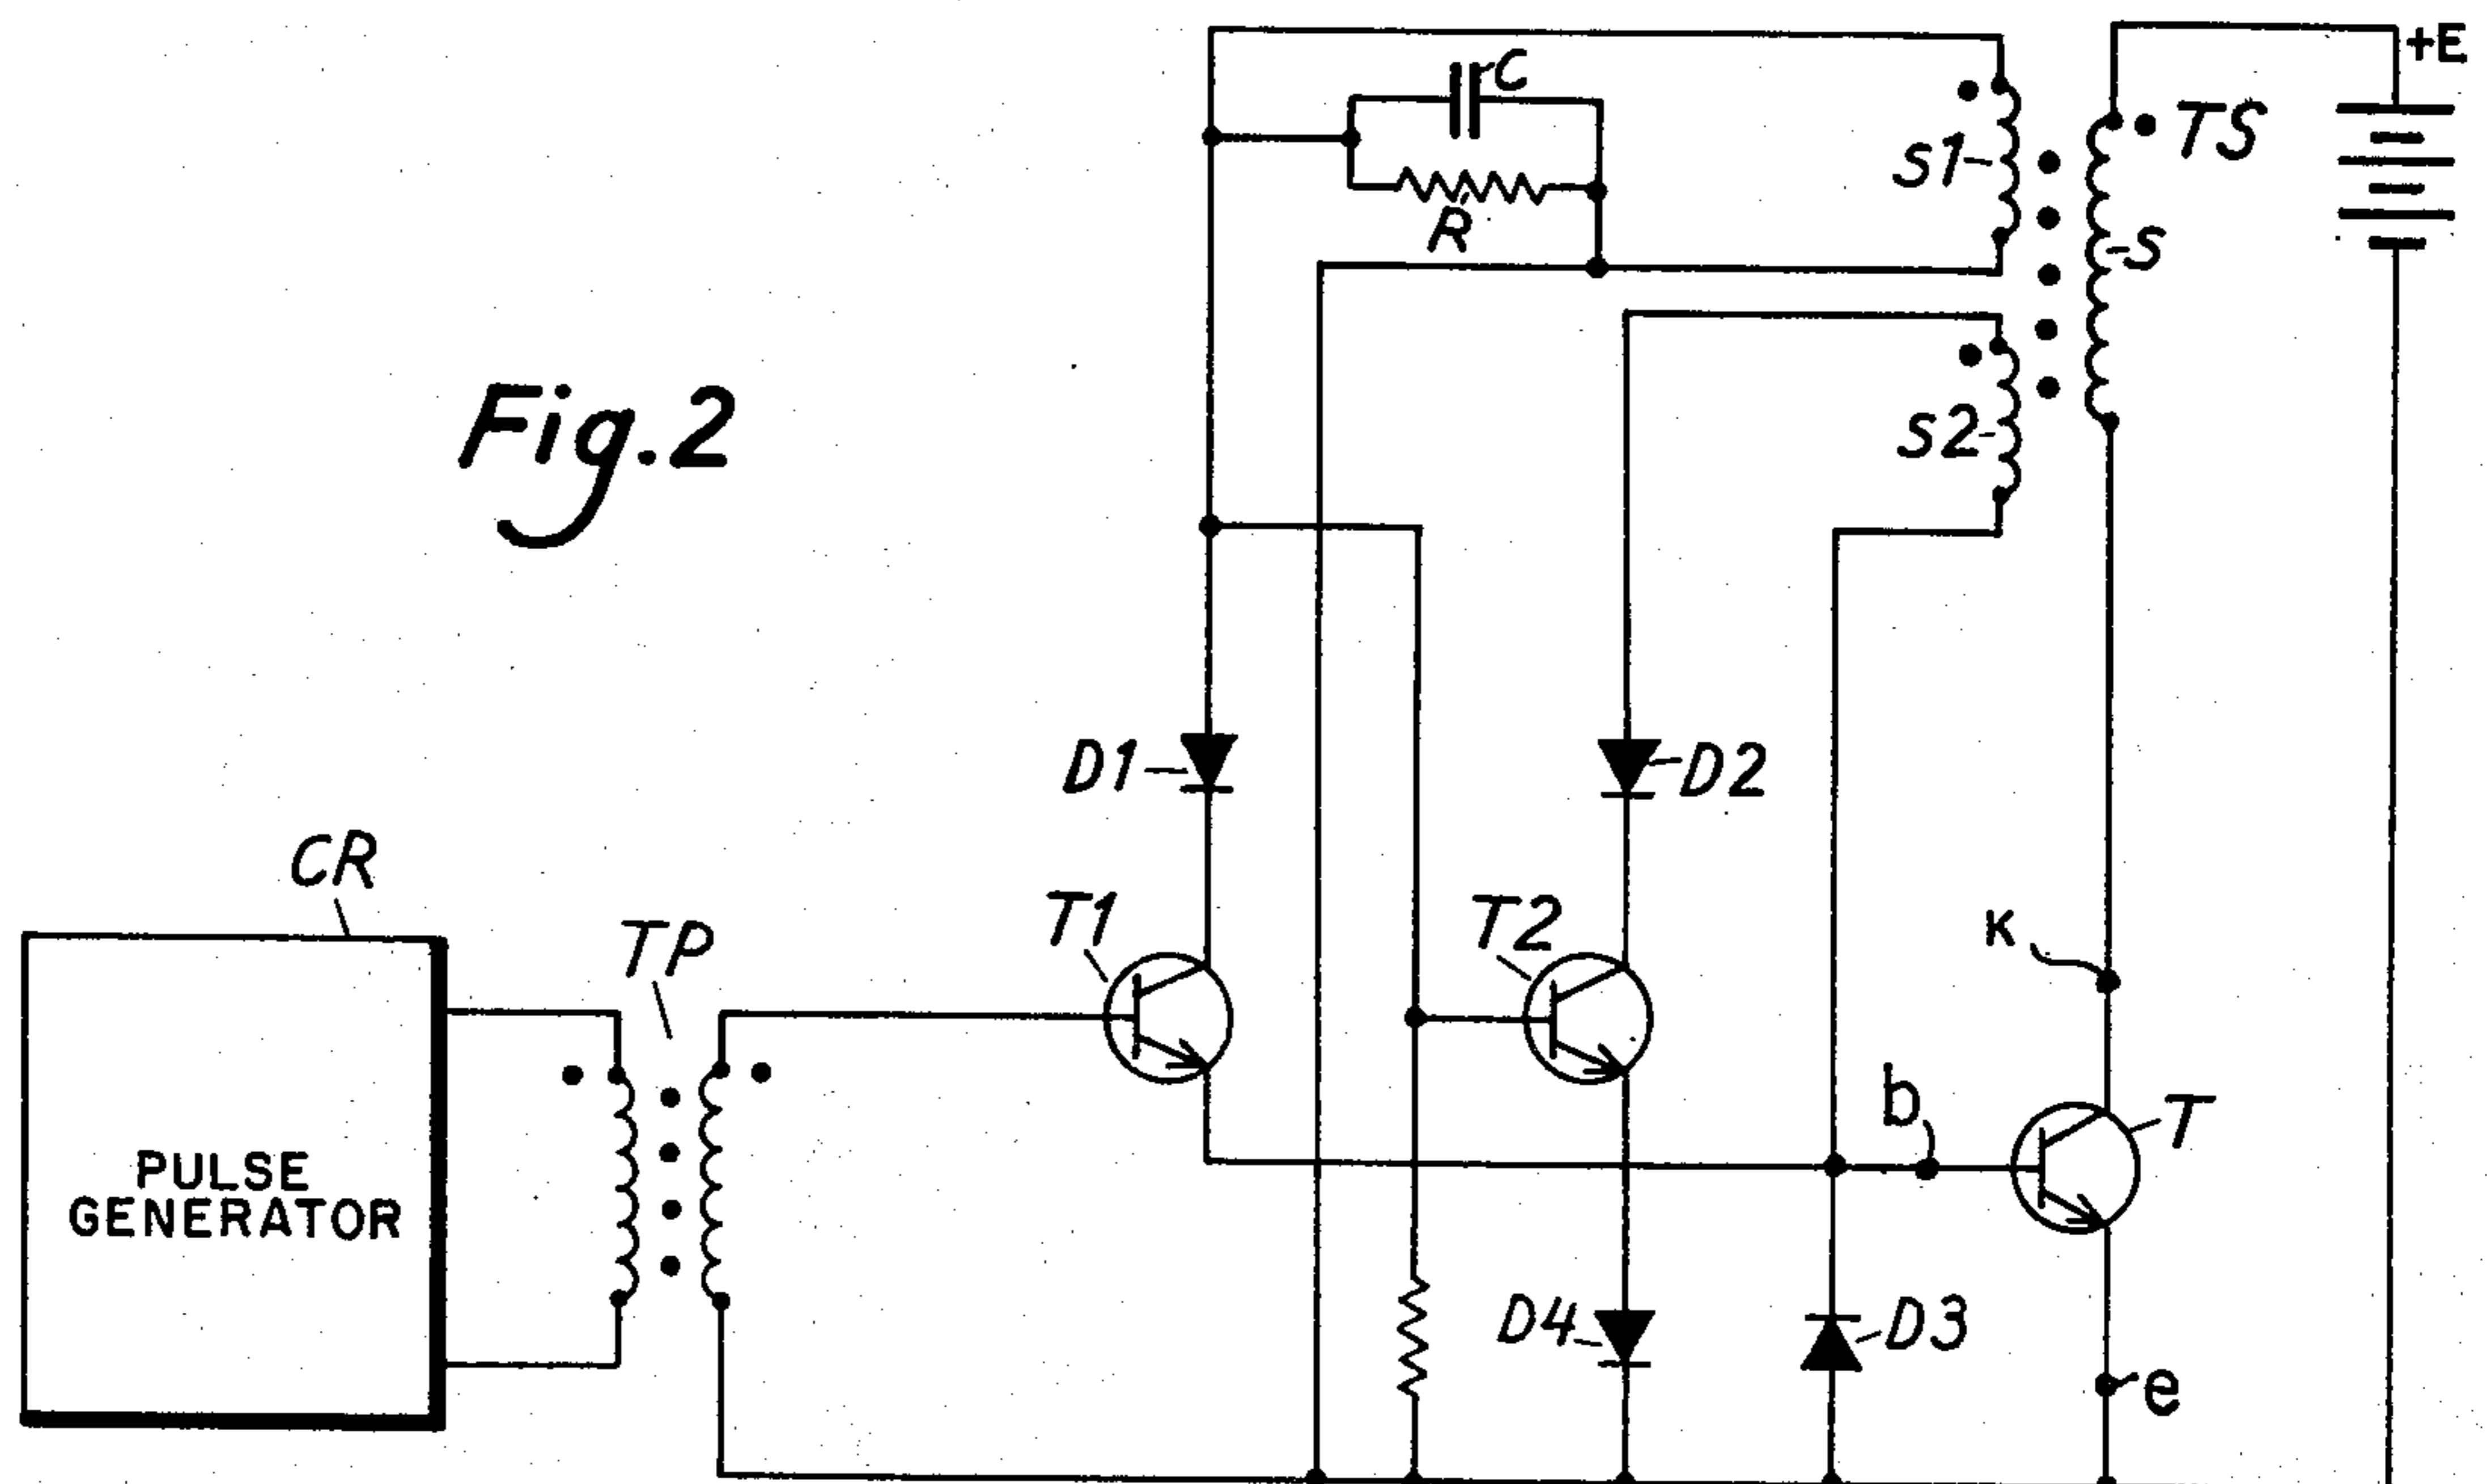 +E
C
TS
S1
R
S
Fig.2
S2
D1
D2
CR
T1
T2
K
TP
b
T
PULSE
GENERATOR
D4
D3
e